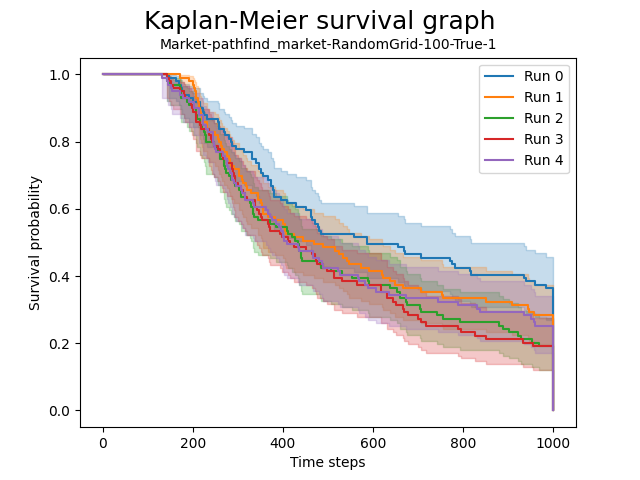 Kaplan-Meier survival graph
Market-pathfind_market-RandomGrid-100-True-1
Survival probability
1.0
0.8
0.6
0.4
0.2
0.0
Run 0
Run 1
Run 2
Run 3
Run 4
0 200 400 600 800 1000
Time steps